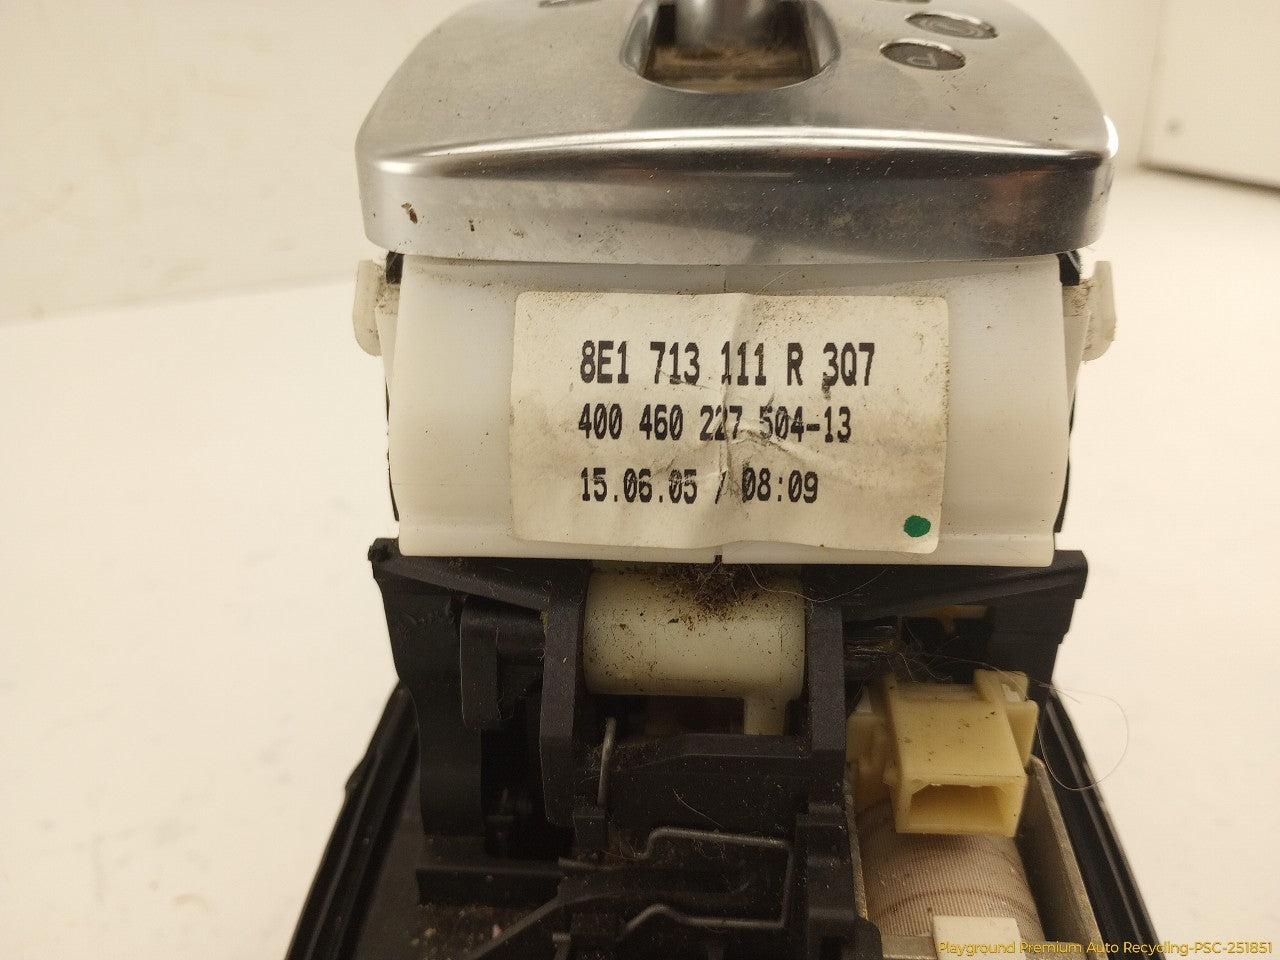 P
8E1 713 111 R 3Q7
400 460 227 504-13
15.06.05 / 08:09
Playground Premium Auto Recycling-PSC-251851